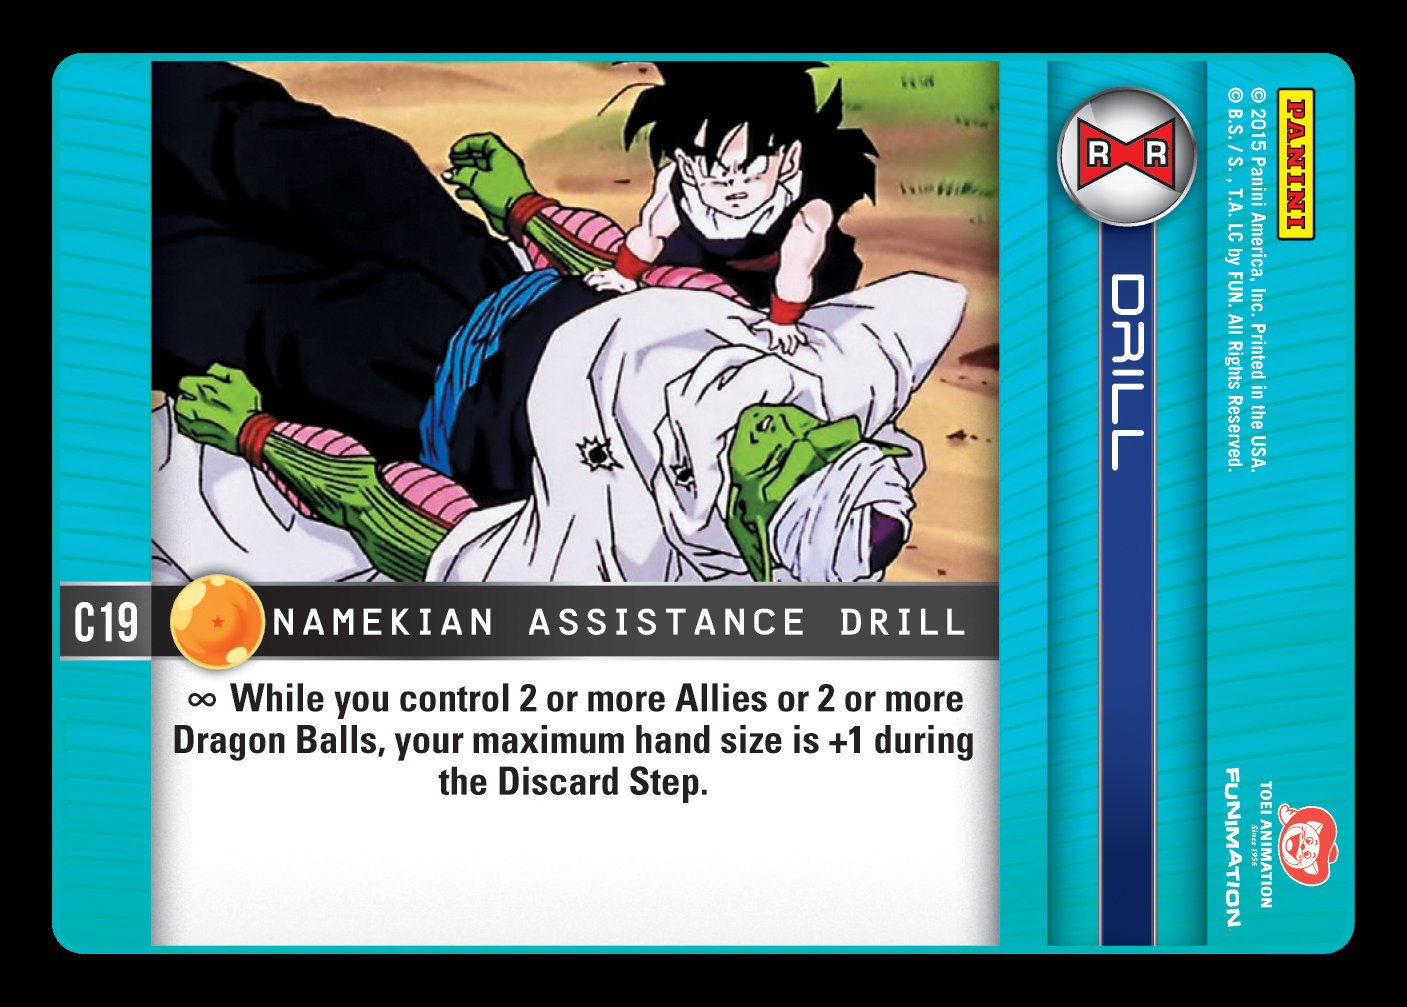 C19
NAMEKIAN ASSISTANCE DRILL
∞ While you control 2 or more Allies or 2 or more
Dragon Balls, your maximum hand size is +1 during
the Discard Step.
R R
DRILL
PANINI
© 2015 Panini America, Inc. Printed in the USA.
© B.S. / S. , T.A. LC by FUN. All Rights Reserved.
TOEI ANIMATION
Since 1956
FUNIMATION